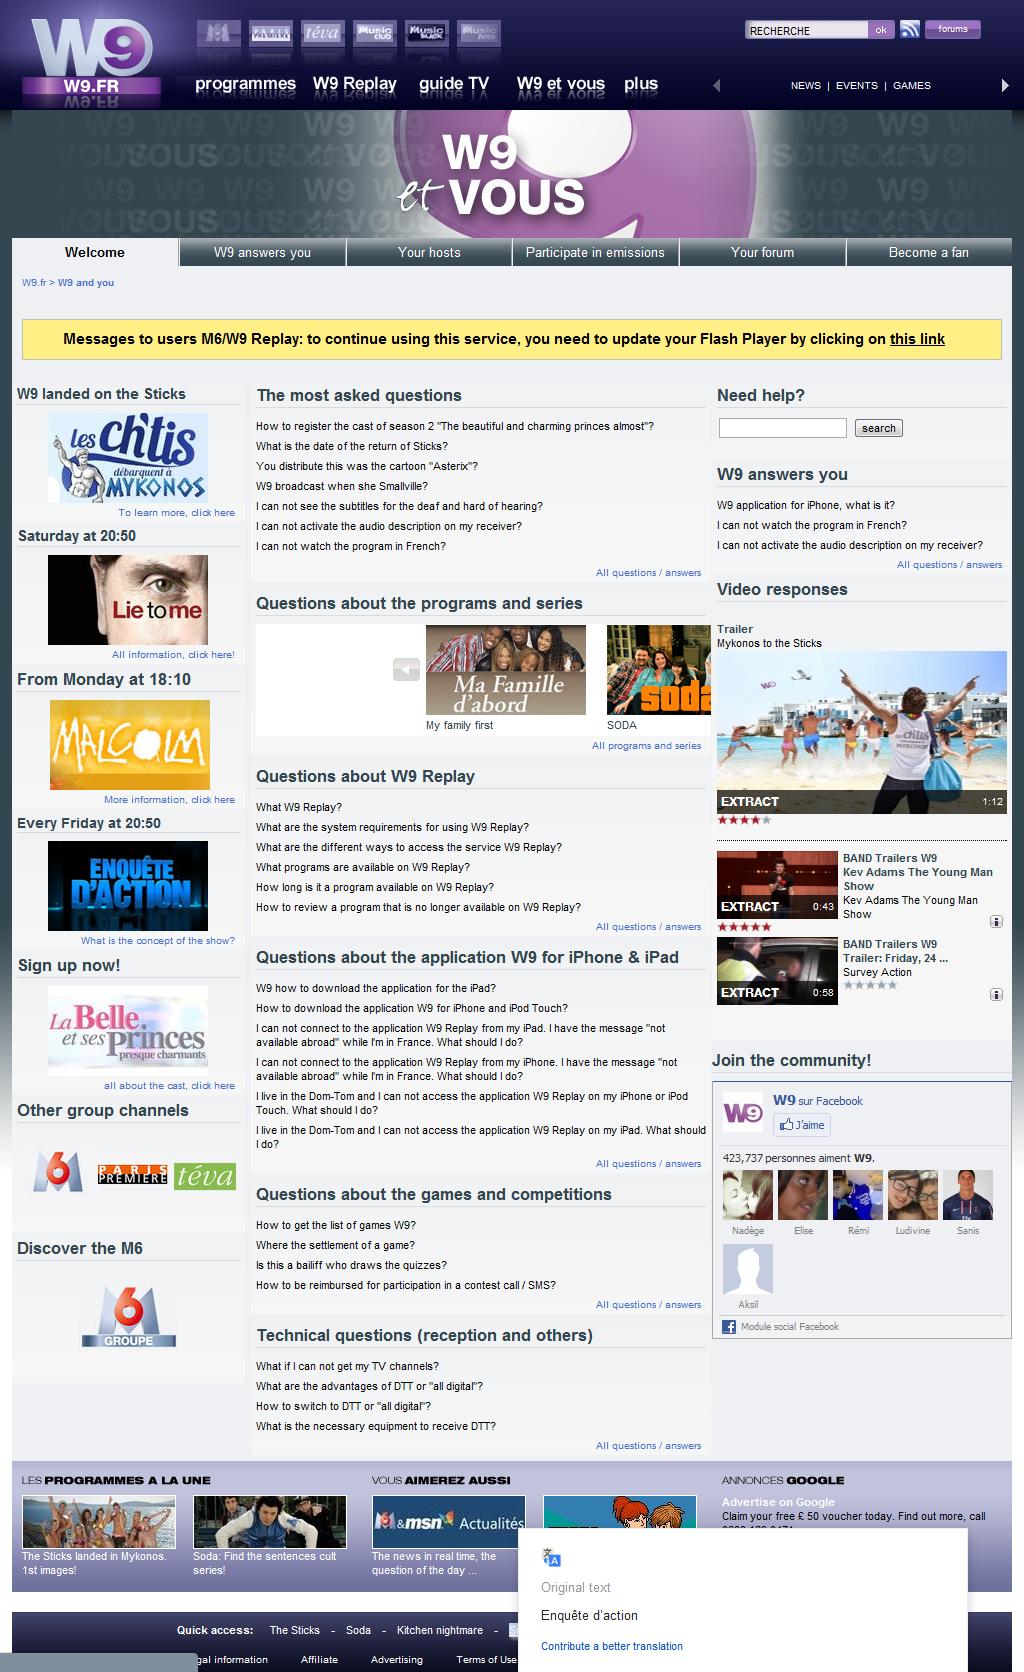 W9
W9.FR
M6
PARIS PREMIERE
téva
Music club
Music BLACK
Music hits
RECHERCHE
ok
forums
programmes
W9 Replay
guide TV
W9 et vous
plus
NEWS | EVENTS | GAMES
W9
et VOUS
Welcome
W9 answers you
Your hosts
Participate in emissions
Your forum
Become a fan
W9.fr > W9 and you
Messages to users M6/W9 Replay: to continue using this service, you need to update your Flash Player by clicking on this link
W9 landed on the Sticks
les ch'tis
débarquent à
MYKONOS
To learn more, click here
Saturday at 20:50
Lie to me
All information, click here!
From Monday at 18:10
MALCOLM
More information, click here
Every Friday at 20:50
ENQUÊTE
D'ACTION
What is the concept of the show?
Sign up now!
La Belle
et ses Princes
presque charmants
all about the cast, click here
Other group channels
M6
PARIS
PREMIÈRE
téva
Discover the M6
M6
GROUPE
The most asked questions
How to register the cast of season 2 "The beautiful and charming princes almost"?
What is the date of the return of Sticks?
You distribute this was the cartoon "Asterix"?
W9 broadcast when she Smallville?
I can not see the subtitles for the deaf and hard of hearing?
I can not activate the audio description on my receiver?
I can not watch the program in French?
All questions / answers
Questions about the programs and series
Ma Famille
d'abord
My family first
soda
SODA
All programs and series
Questions about W9 Replay
What W9 Replay?
What are the system requirements for using W9 Replay?
What are the different ways to access the service W9 Replay?
What programs are available on W9 Replay?
How long is it a program available on W9 Replay?
How to review a program that is no longer available on W9 Replay?
All questions / answers
Questions about the application W9 for iPhone & iPad
W9 how to download the application for the iPad?
How to download the application W9 for iPhone and iPod Touch?
I can not connect to the application W9 Replay from my iPad. I have the message "not
available abroad" while I'm in France. What should I do?
I can not connect to the application W9 Replay from my iPhone. I have the message "not
available abroad" while I'm in France. What should I do?
I live in the Dom-Tom and I can not access the application W9 Replay on my iPhone or iPod
Touch. What should I do?
I live in the Dom-Tom and I can not access the application W9 Replay on my iPad. What should
I do?
All questions / answers
Questions about the games and competitions
How to get the list of games W9?
Where the settlement of a game?
Is this a bailiff who draws the quizzes?
How to be reimbursed for participation in a contest call / SMS?
All questions / answers
Technical questions (reception and others)
What if I can not get my TV channels?
What are the advantages of DTT or "all digital"?
How to switch to DTT or "all digital"?
What is the necessary equipment to receive DTT?
All questions / answers
Need help?
search
W9 answers you
W9 application for iPhone, what is it?
I can not watch the program in French?
I can not activate the audio description on my receiver?
All questions / answers
Video responses
Trailer
Mykonos to the Sticks
W9
EXTRACT
1:12
EXTRACT
0:43
BAND Trailers W9
Kev Adams The Young Man
Show
Kev Adams The Young Man
Show
EXTRACT
0:58
BAND Trailers W9
Trailer: Friday, 24 ...
Survey Action
Join the community!
W9
W9 sur Facebook
J'aime
423,737 personnes aiment W9.
Nadège
Elise
Rémi
Ludivine
Sanis
Aksil
Module social Facebook
LES PROGRAMMES A LA UNE
The Sticks landed in Mykonos.
1st images!
Soda: Find the sentences cult
series!
VOUS AIMEREZ AUSSI
M6 & msn Actualités
The news in real time, the
question of the day ...
ANNONCES GOOGLE
Advertise on Google
Claim your free £ 50 voucher today. Find out more, call
Original text
Enquête d'action
Contribute a better translation
Quick access: The Sticks - Soda - Kitchen nightmare -
gal information
Affiliate
Advertising
Terms of Use